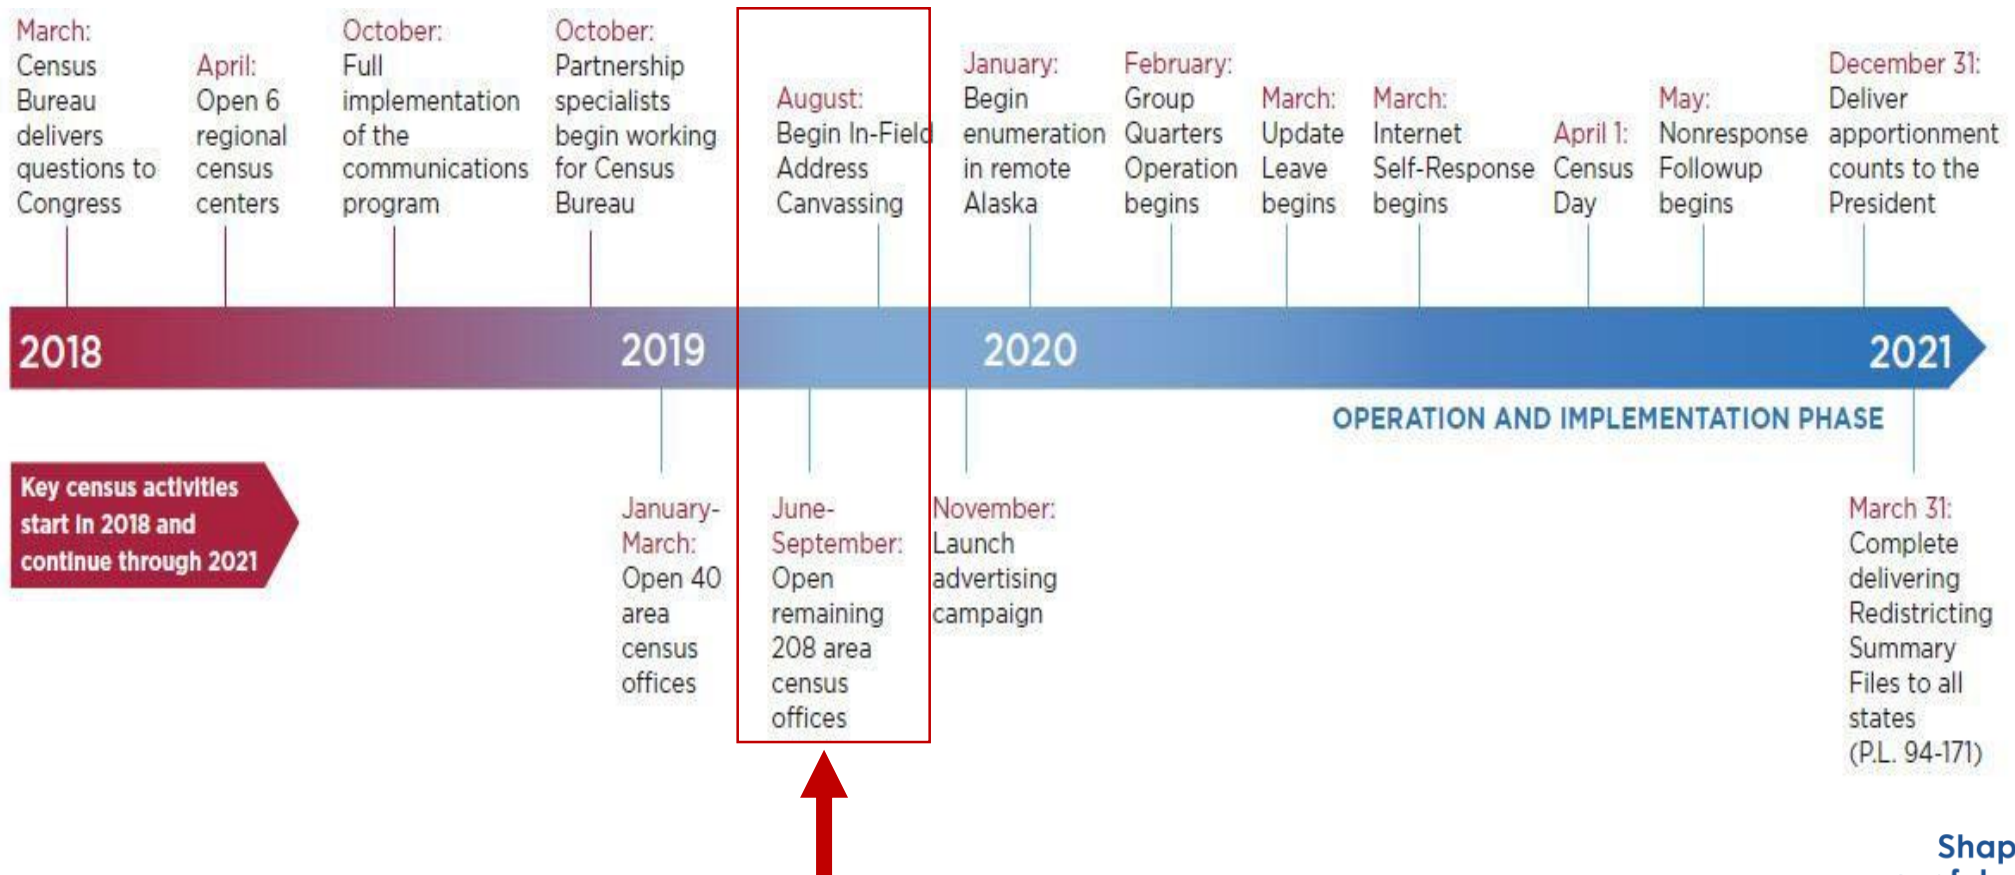 March:
Census
Bureau
delivers
questions to
Congress
April:
Open 6
regional
census
centers
October:
Full
implementation
of the
communications
program
October:
Partnership
specialists
begin working
for Census
Bureau
August:
Begin In-Field
Address
Canvassing
January:
Begin
enumeration
in remote
Alaska
February:
Group
Quarters
Operation
begins
March:
Update
Leave
begins
March:
Internet
Self-Response
begins
April 1:
Census
Day
May:
Nonresponse
Followup
begins
December 31:
Deliver
apportionment
counts to the
President
2018
2019
2020
2021
OPERATION AND IMPLEMENTATION PHASE
Key census activities
start in 2018 and
continue through 2021
January-
March:
Open 40
area
census
offices
June-
September:
Open
remaining
208 area
census
offices
November:
Launch
advertising
campaign
March 31:
Complete
delivering
Redistricting
Summary
Files to all
states
(P.L. 94-171)
Shap